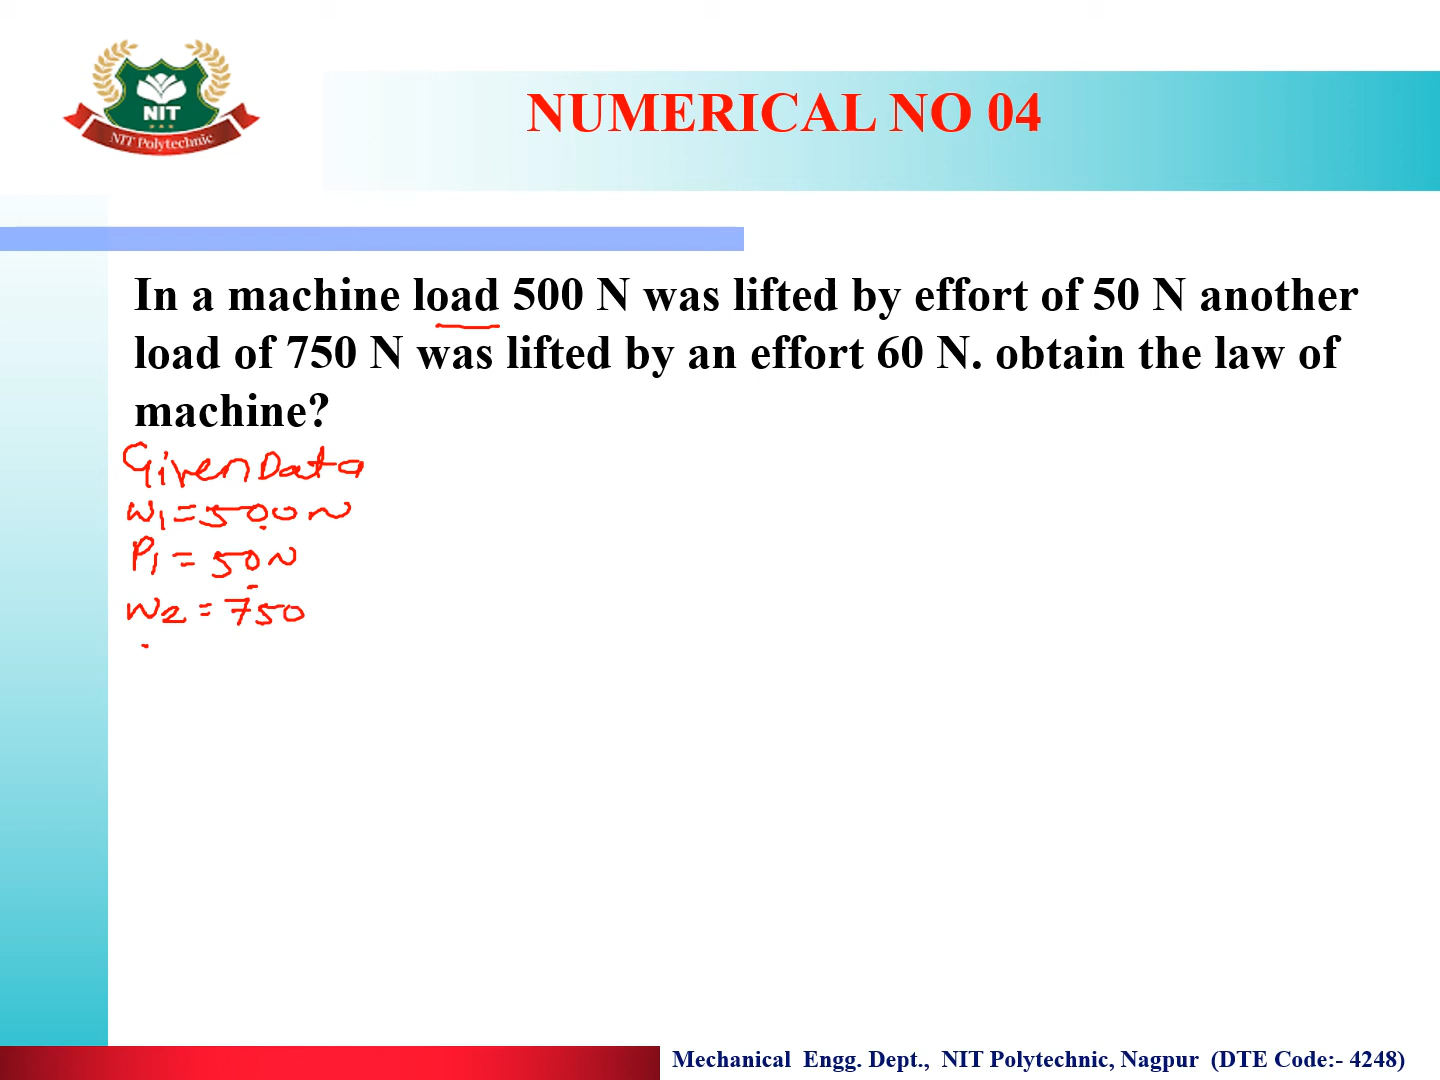 NIT
NIT Polytechnic
NUMERICAL NO 04
In a machine load 500 N was lifted by effort of 50 N another
load of 750 N was lifted by an effort 60 N. obtain the law of
machine?
Given Data
W1 = 500 N
P1 = 50 N
W2 = 750
Mechanical Engg. Dept., NIT Polytechnic, Nagpur (DTE Code:- 4248)